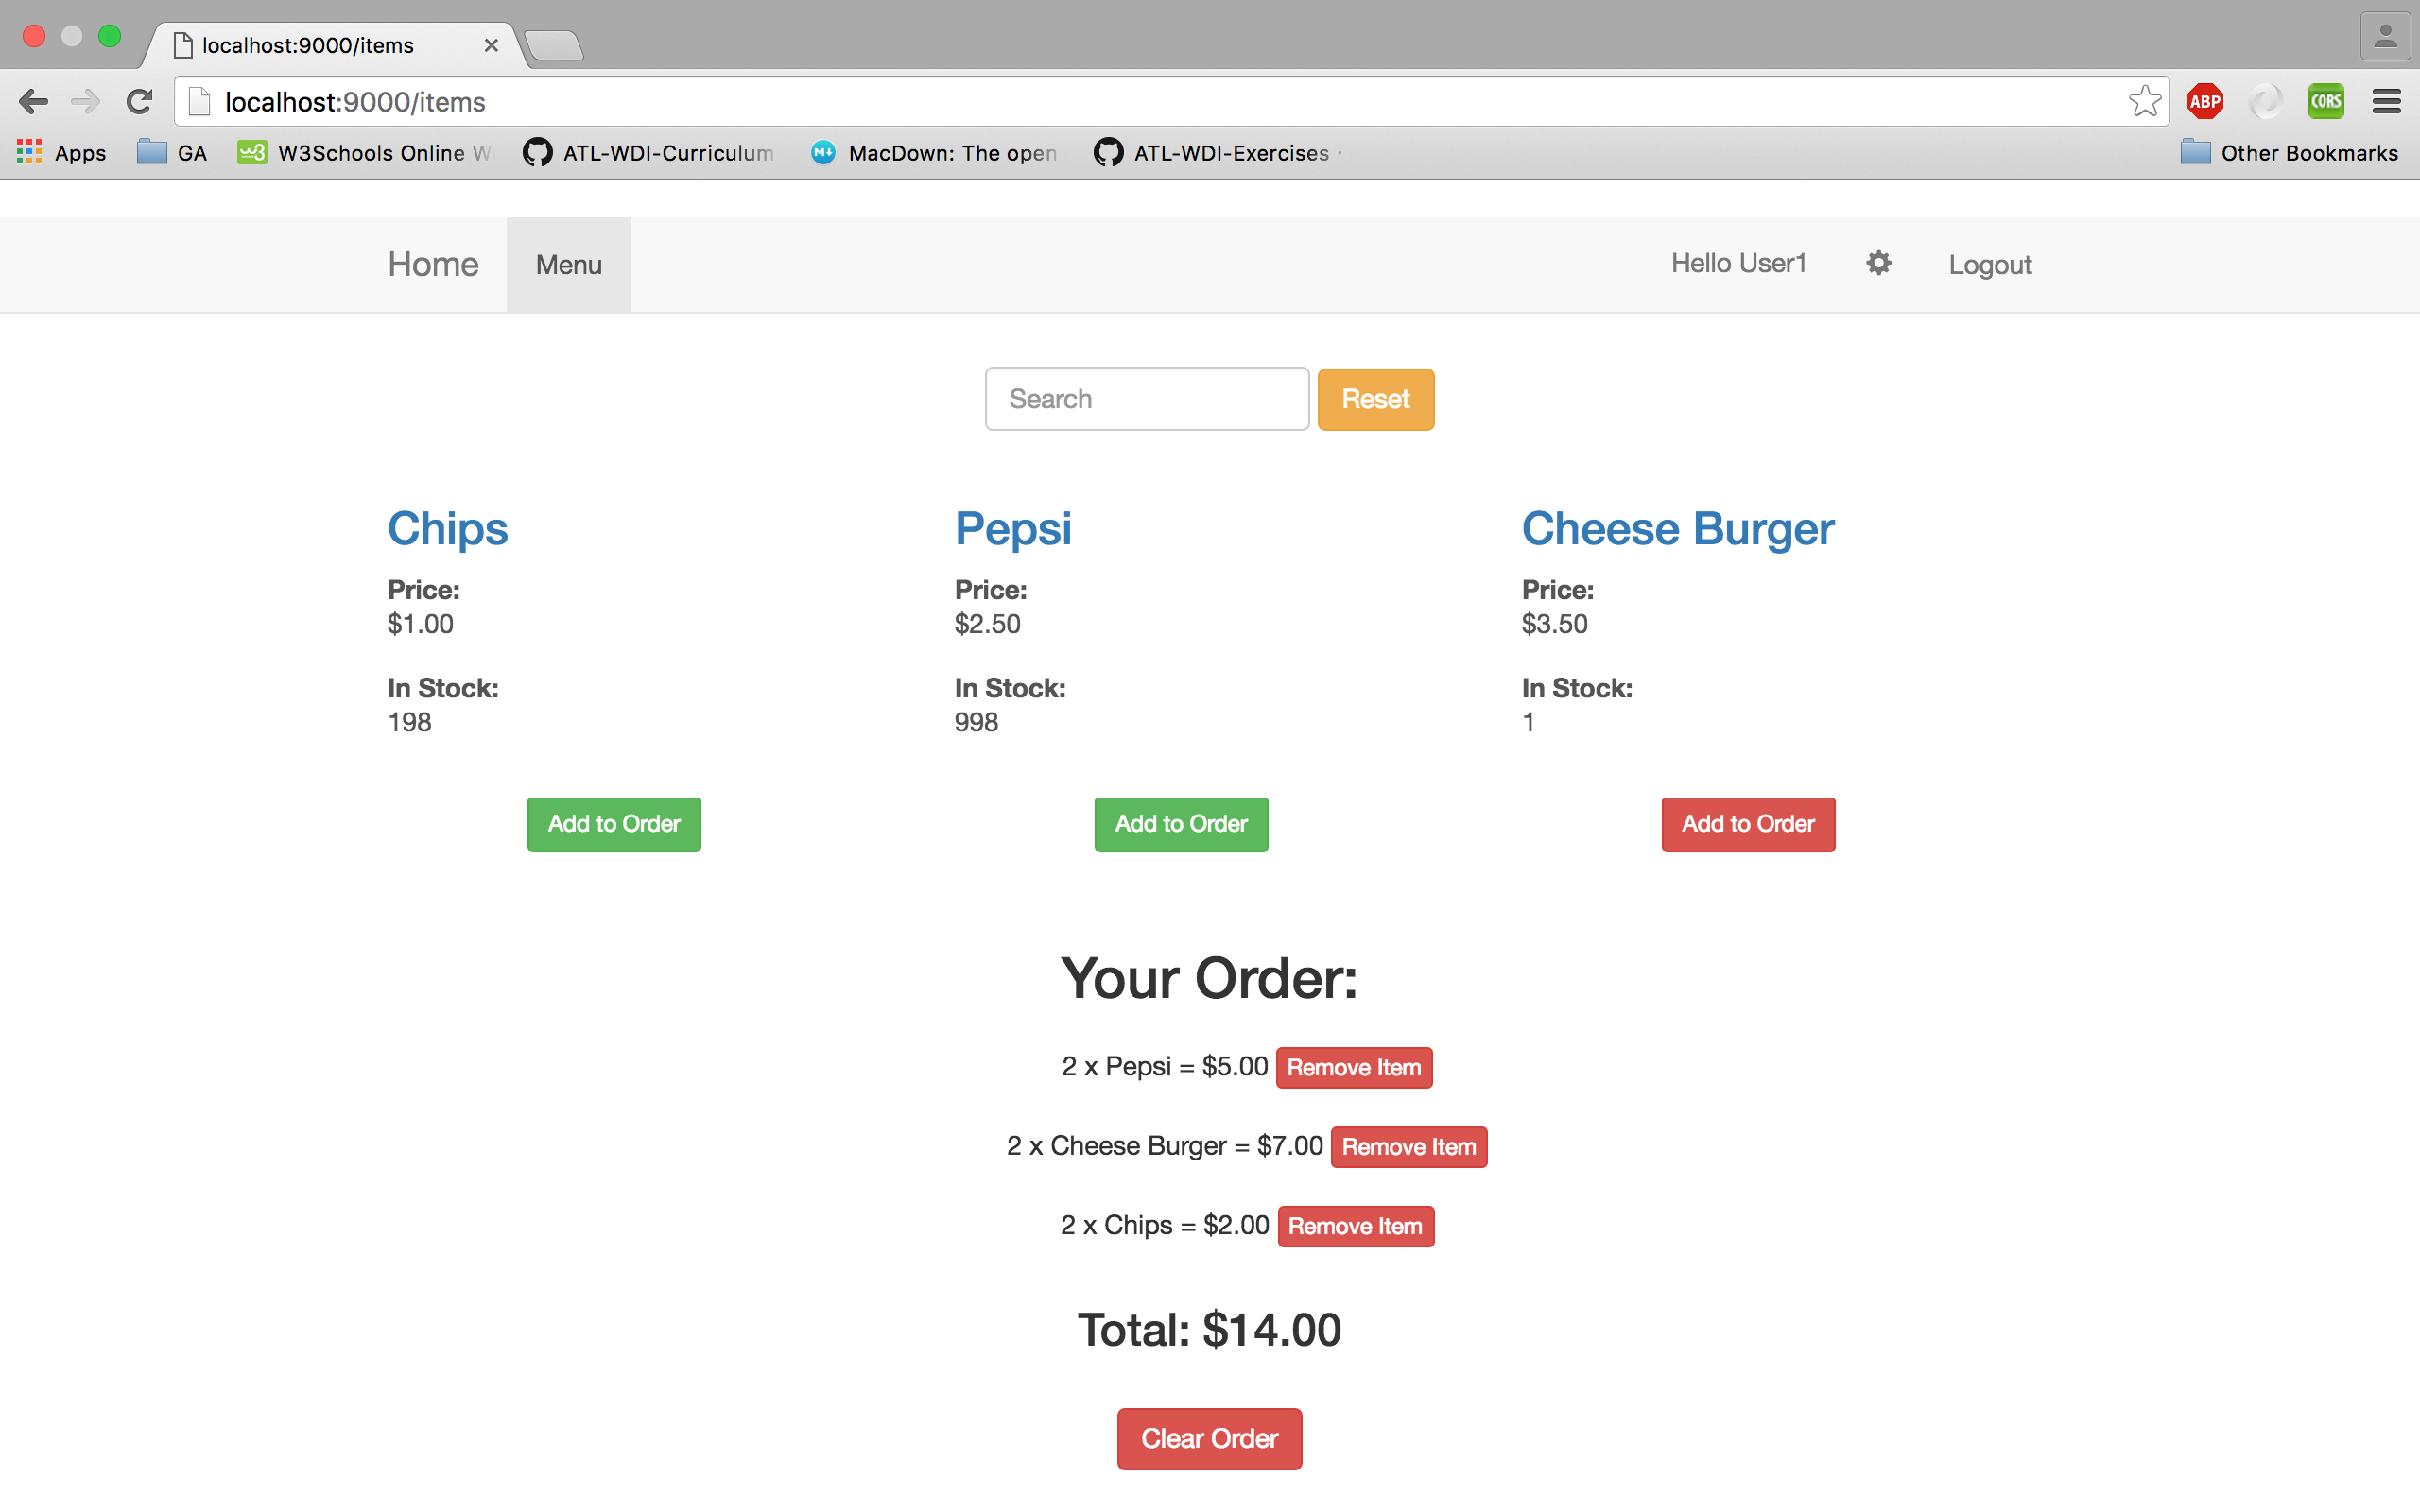 localhost:9000/items
localhost:9000/items
ABP
CORS
Apps GA W3Schools Online ATL-WDI-Curriculum MacDown: The open ATL-WDI-Exercises Other Bookmarks
Home Menu Hello User1 Logout
Search Reset
Chips Pepsi Cheese Burger
Price: Price: Price:
$1.00 $2.50 $3.50
In Stock: In Stock: In Stock:
198 998 1
Add to Order Add to Order Add to Order
Your Order:
2 x Pepsi = $5.00 Remove Item
2 x Cheese Burger = $7.00 Remove Item
2 x Chips = $2.00 Remove Item
Total: $14.00
Clear Order